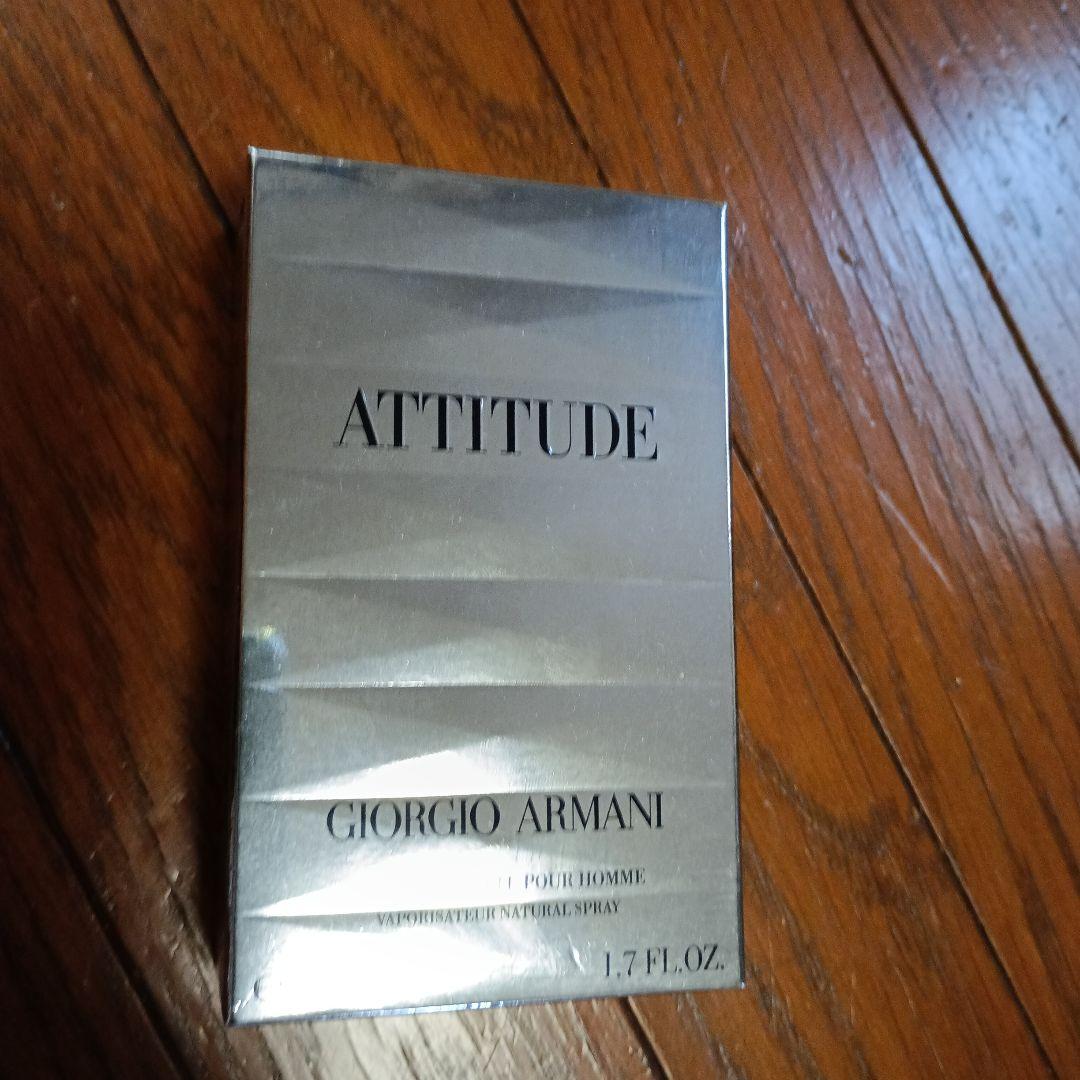 ATTITUDE
GIORGIO ARMANI
POUR HOMME
VAPORISATEUR NATURAL SPRAY
1.7 FL.OZ.